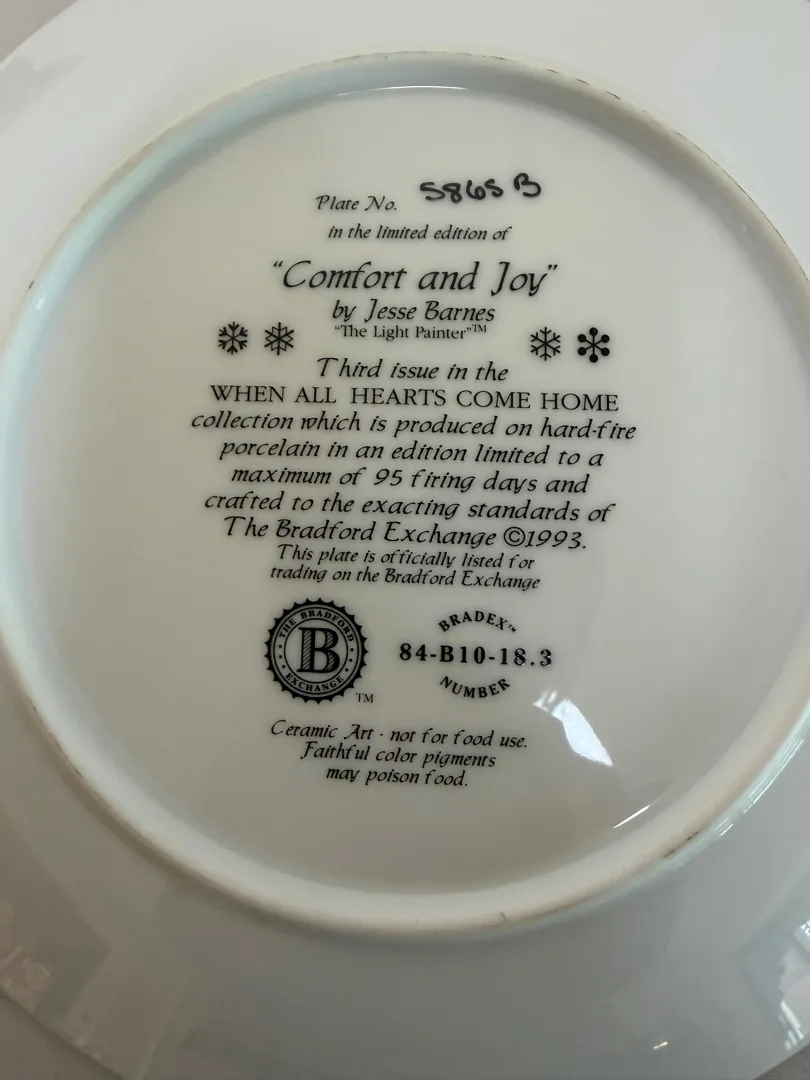 Plate No. 5865 B
in the limited edition of
"Comfort and Joy"
by Jesse Barnes
"The Light Painter"™
Third issue in the
WHEN ALL HEARTS COME HOME
collection which is produced on hard-fire
porcelain in an edition limited to a
maximum of 95 firing days and
crafted to the exacting standards of
The Bradford Exchange ©1993.
This plate is officially listed for
trading on the Bradford Exchange
THE BRADFORD
B
EXCHANGE
TM
BRADEX™
84-B10-18.3
NUMBER
Ceramic Art · not for food use.
Faithful color pigments
may poison food.